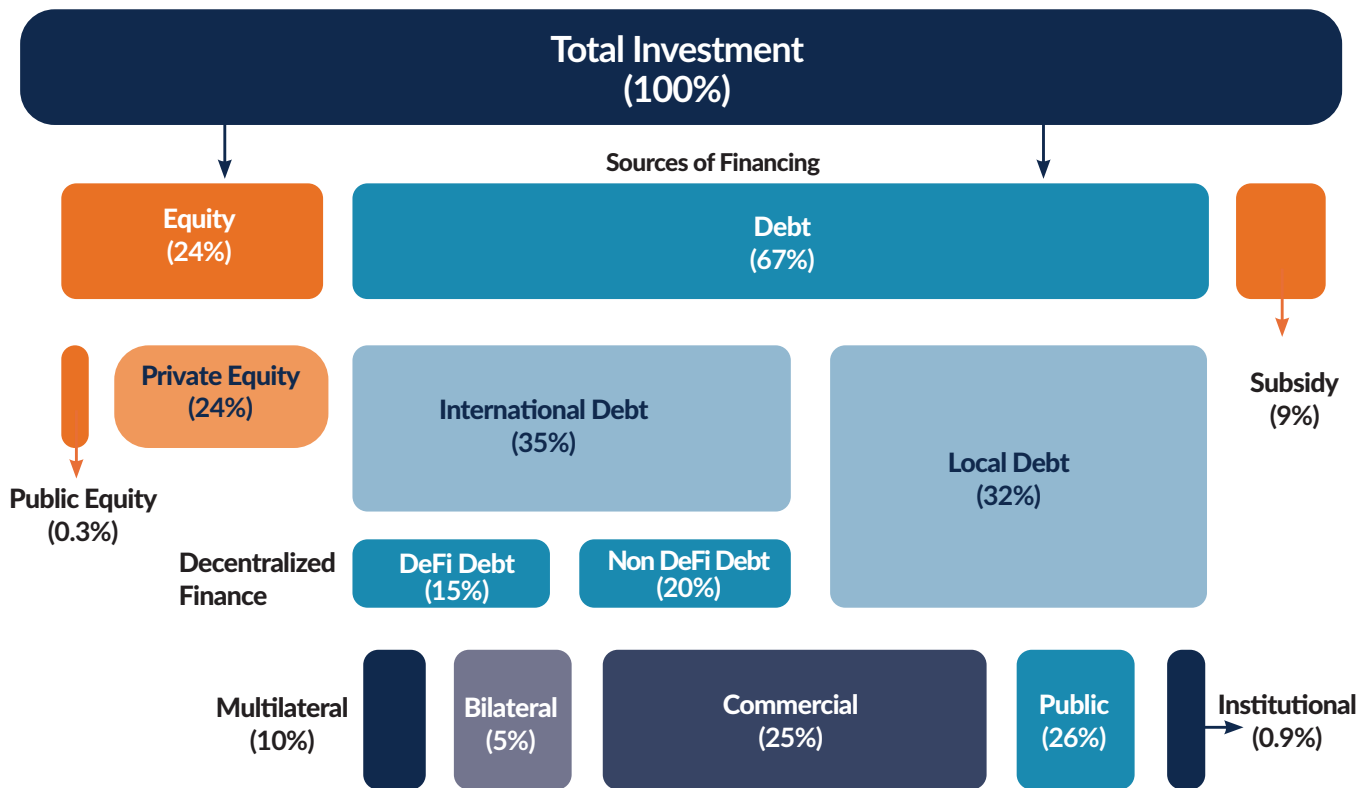 Total Investment
(100%)
Sources of Financing
Equity
(24%)
Debt
(67%)
Subsidy
(9%)
Public Equity
(0.3%)
Private Equity
(24%)
International Debt
(35%)
Local Debt
(32%)
Decentralized
Finance
DeFi Debt
(15%)
Non DeFi Debt
(20%)
Multilateral
(10%)
Bilateral
(5%)
Commercial
(25%)
Public
(26%)
Institutional
(0.9%)